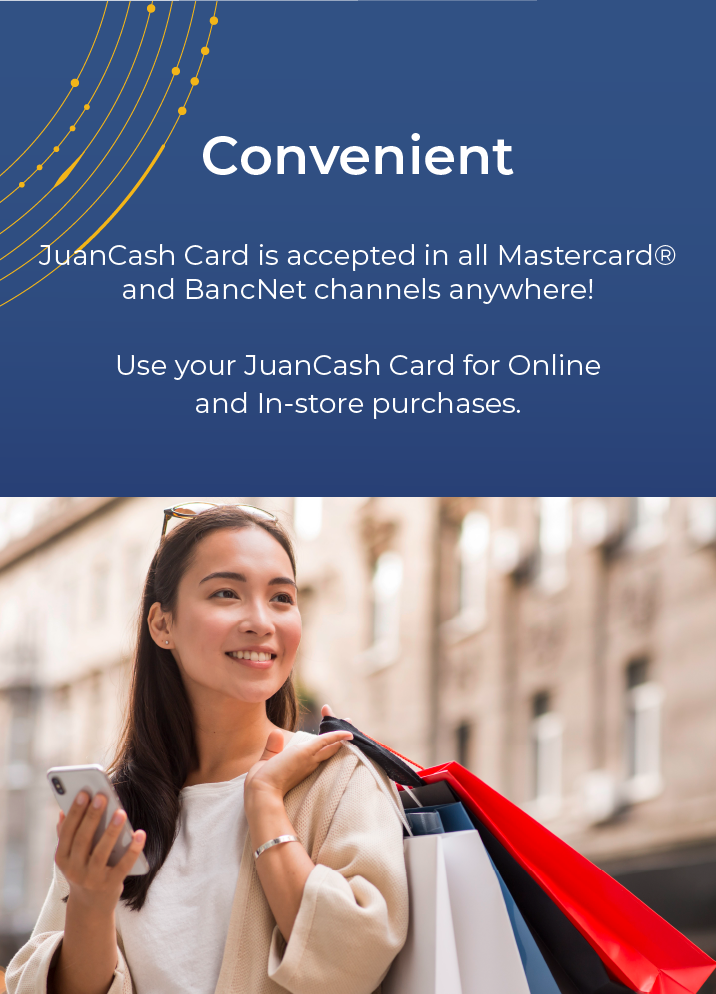 Convenient
JuanCash Card is accepted in all Mastercard®
and BancNet channels anywhere!
Use your JuanCash Card for Online
and In-store purchases.